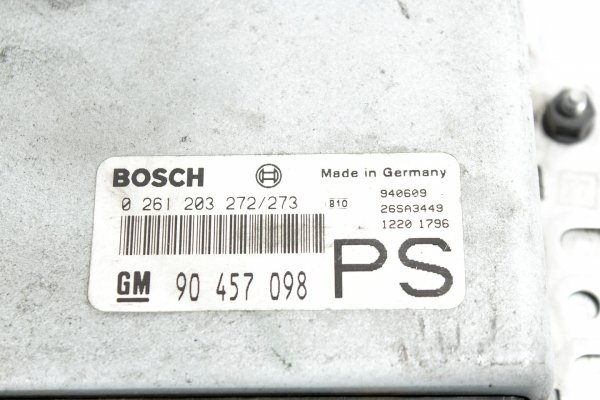 BOSCH Made in Germany
0 261 203 272/273 B10 940609
26SA3449
1220 1796
GM 90 457 098 PS